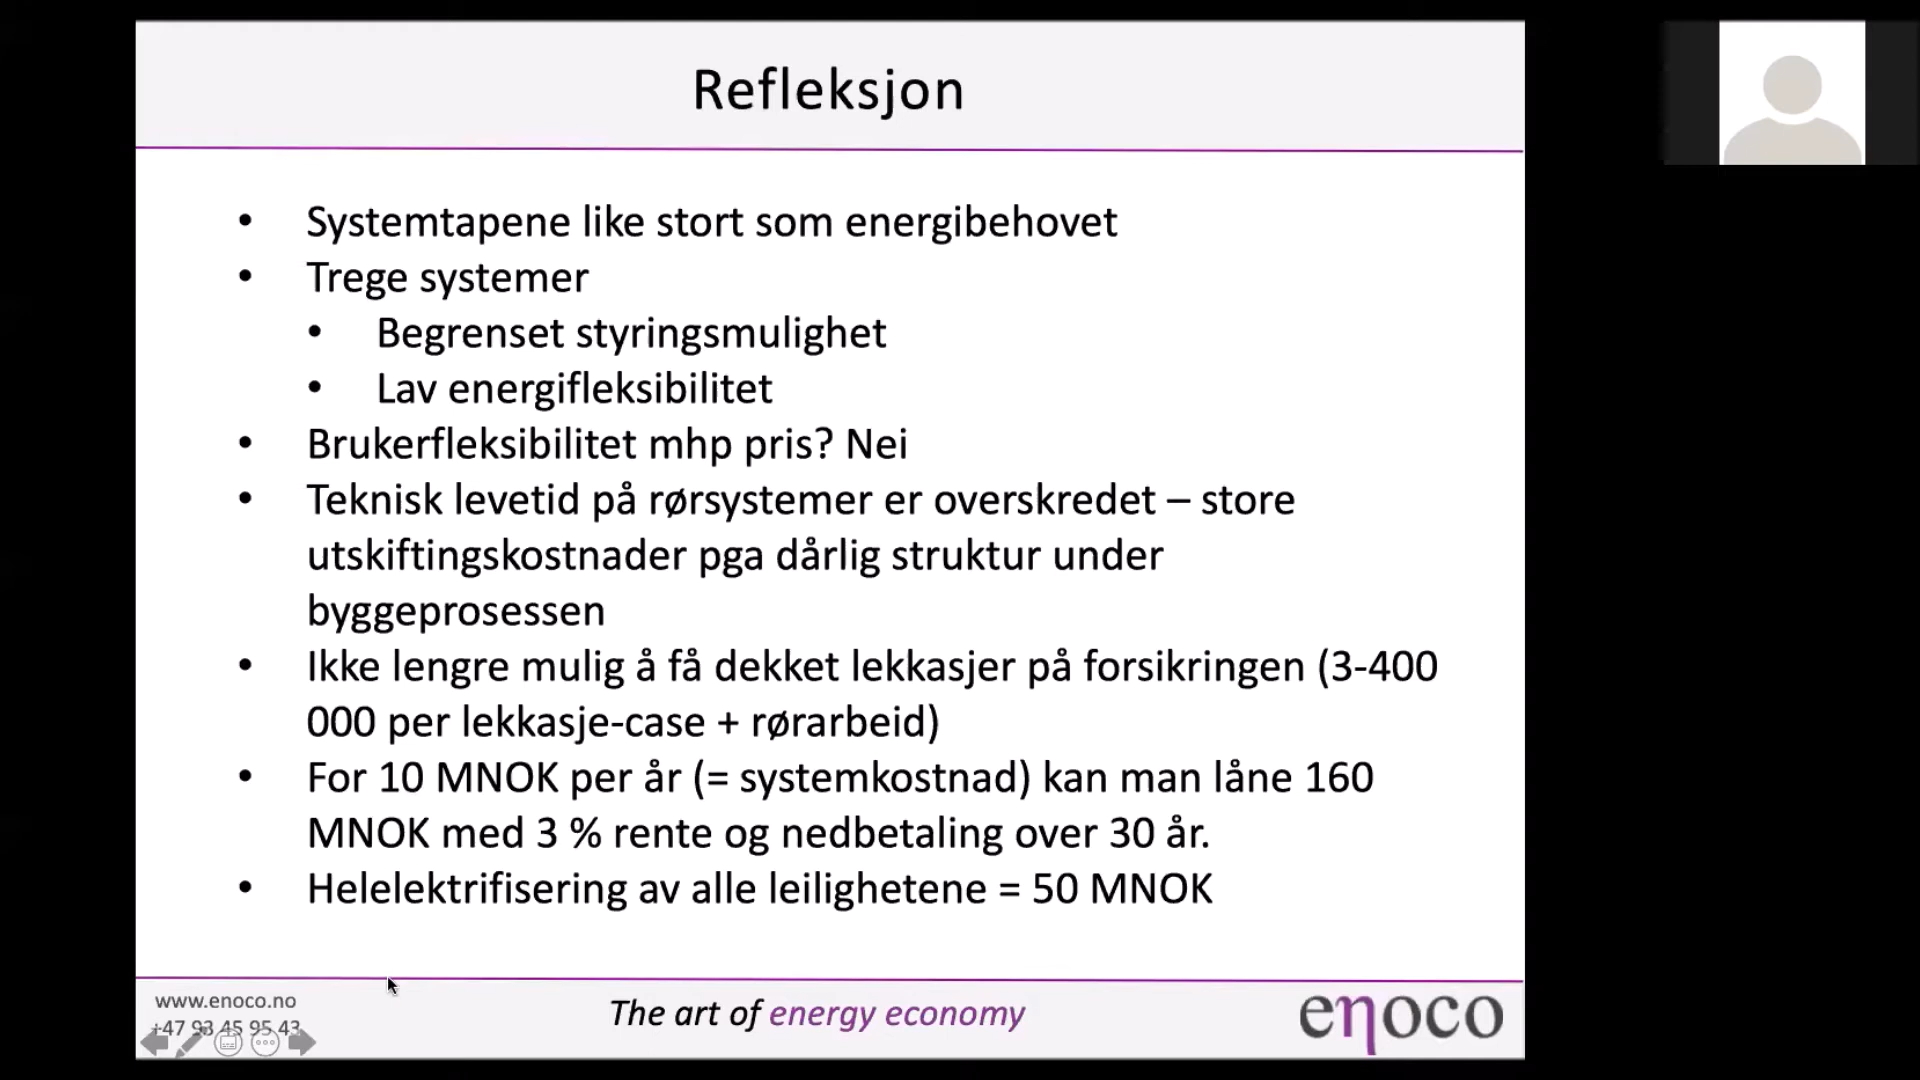 Refleksjon
• Systemtapene like stort som energibehovet
• Trege systemer
• Begrenset styringsmulighet
• Lav energifleksibilitet
• Brukerfleksibilitet mhp pris? Nei
• Teknisk levetid på rørsystemer er overskredet – store
utskiftingskostnader pga dårlig struktur under
byggeprosessen
• Ikke lengre mulig å få dekket lekkasjer på forsikringen (3-400
000 per lekkasje-case + rørarbeid)
• For 10 MNOK per år (= systemkostnad) kan man låne 160
MNOK med 3 % rente og nedbetaling over 30 år.
• Helelektrifisering av alle leilighetene = 50 MNOK
www.enoco.no
+47 93 45 95 43
The art of energy economy
eηoco